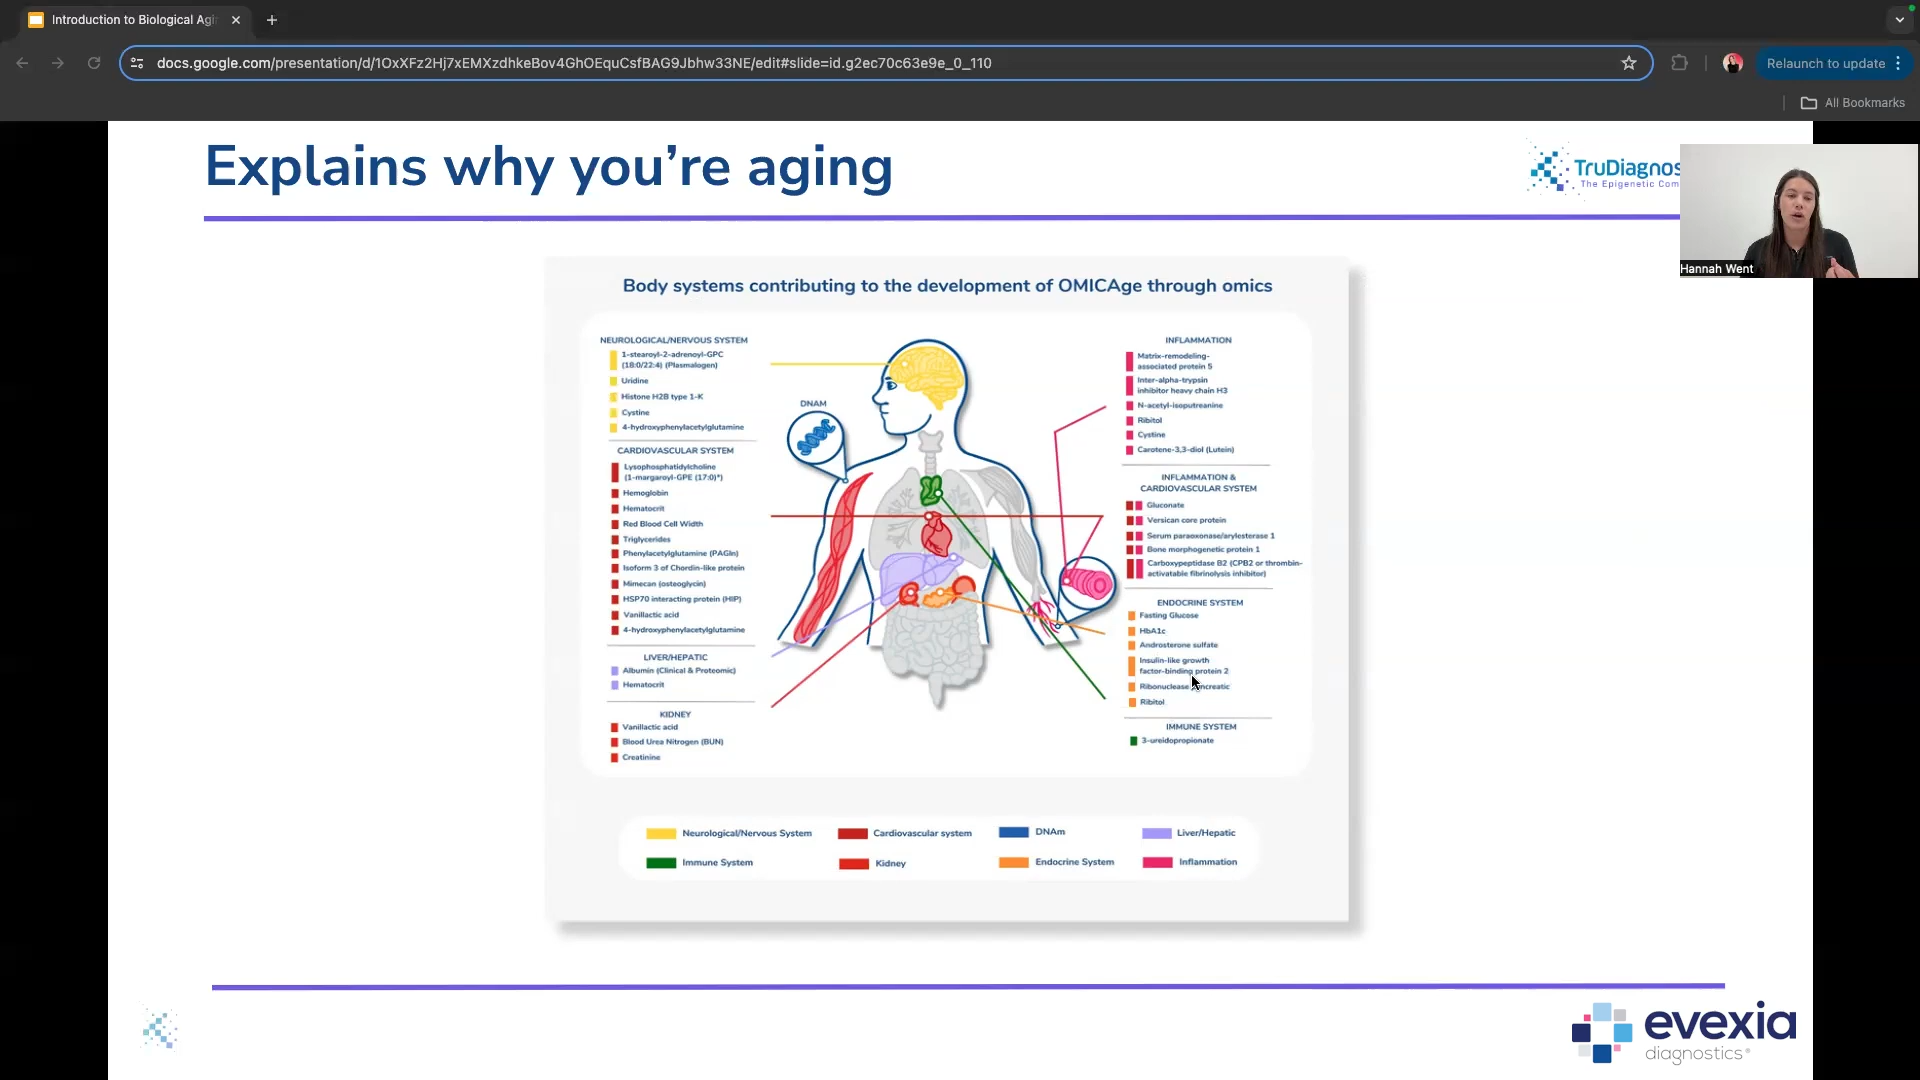 Introduction to Biological Agi
docs.google.com/presentation/d/1OxXFz2Hj7xEMXzdhkeBov4GhOEquCsfBAG9Jbhw33NE/edit#slide=id.g2ec70c63e9e_0_110
Relaunch to update
All Bookmarks
Explains why you're aging
TruDiagnos
The Epigenetic Com
Hannah Went
Body systems contributing to the development of OMICAge through omics
NEUROLOGICAL/NERVOUS SYSTEM
1-stearoyl-2-adrenoyl-GPC
(18:0/22:4) (Plasmalogen)
Uridine
Histone H2B type 1-K
Cystine
4-hydroxyphenylacetylglutamine
CARDIOVASCULAR SYSTEM
Lysophosphatidylcholine
(1-margaroyl-GPE (17:0)*)
Hemoglobin
Hematocrit
Red Blood Cell Width
Triglycerides
Phenylacetylglutamine (PAGln)
Isoform 3 of Chordin-like protein
Mimecan (osteoglycin)
HSP70 interacting protein (HIP)
Vanillactic acid
4-hydroxyphenylacetylglutamine
LIVER/HEPATIC
Albumin (Clinical & Proteomic)
Hematocrit
KIDNEY
Vanillactic acid
Blood Urea Nitrogen (BUN)
Creatinine
DNAM
INFLAMMATION
Matrix-remodeling-
associated protein 5
Inter-alpha-trypsin
inhibitor heavy chain H3
N-acetyl-isoputreanine
Ribitol
Cystine
Carotene-3,3-diol (Lutein)
INFLAMMATION &
CARDIOVASCULAR SYSTEM
Gluconate
Versican core protein
Serum paraoxonase/arylesterase 1
Bone morphogenetic protein 1
Carboxypeptidase B2 (CPB2 or thrombin-
activatable fibrinolysis inhibitor)
ENDOCRINE SYSTEM
Fasting Glucose
HbA1c
Androsterone sulfate
Insulin-like growth
factor-binding protein 2
Ribonuclease
Ribitol
IMMUNE SYSTEM
3-ureidopropionate
Neurological/Nervous System
Cardiovascular system
DNAm
Liver/Hepatic
Immune System
Kidney
Endocrine System
Inflammation
evexia
diagnostics®